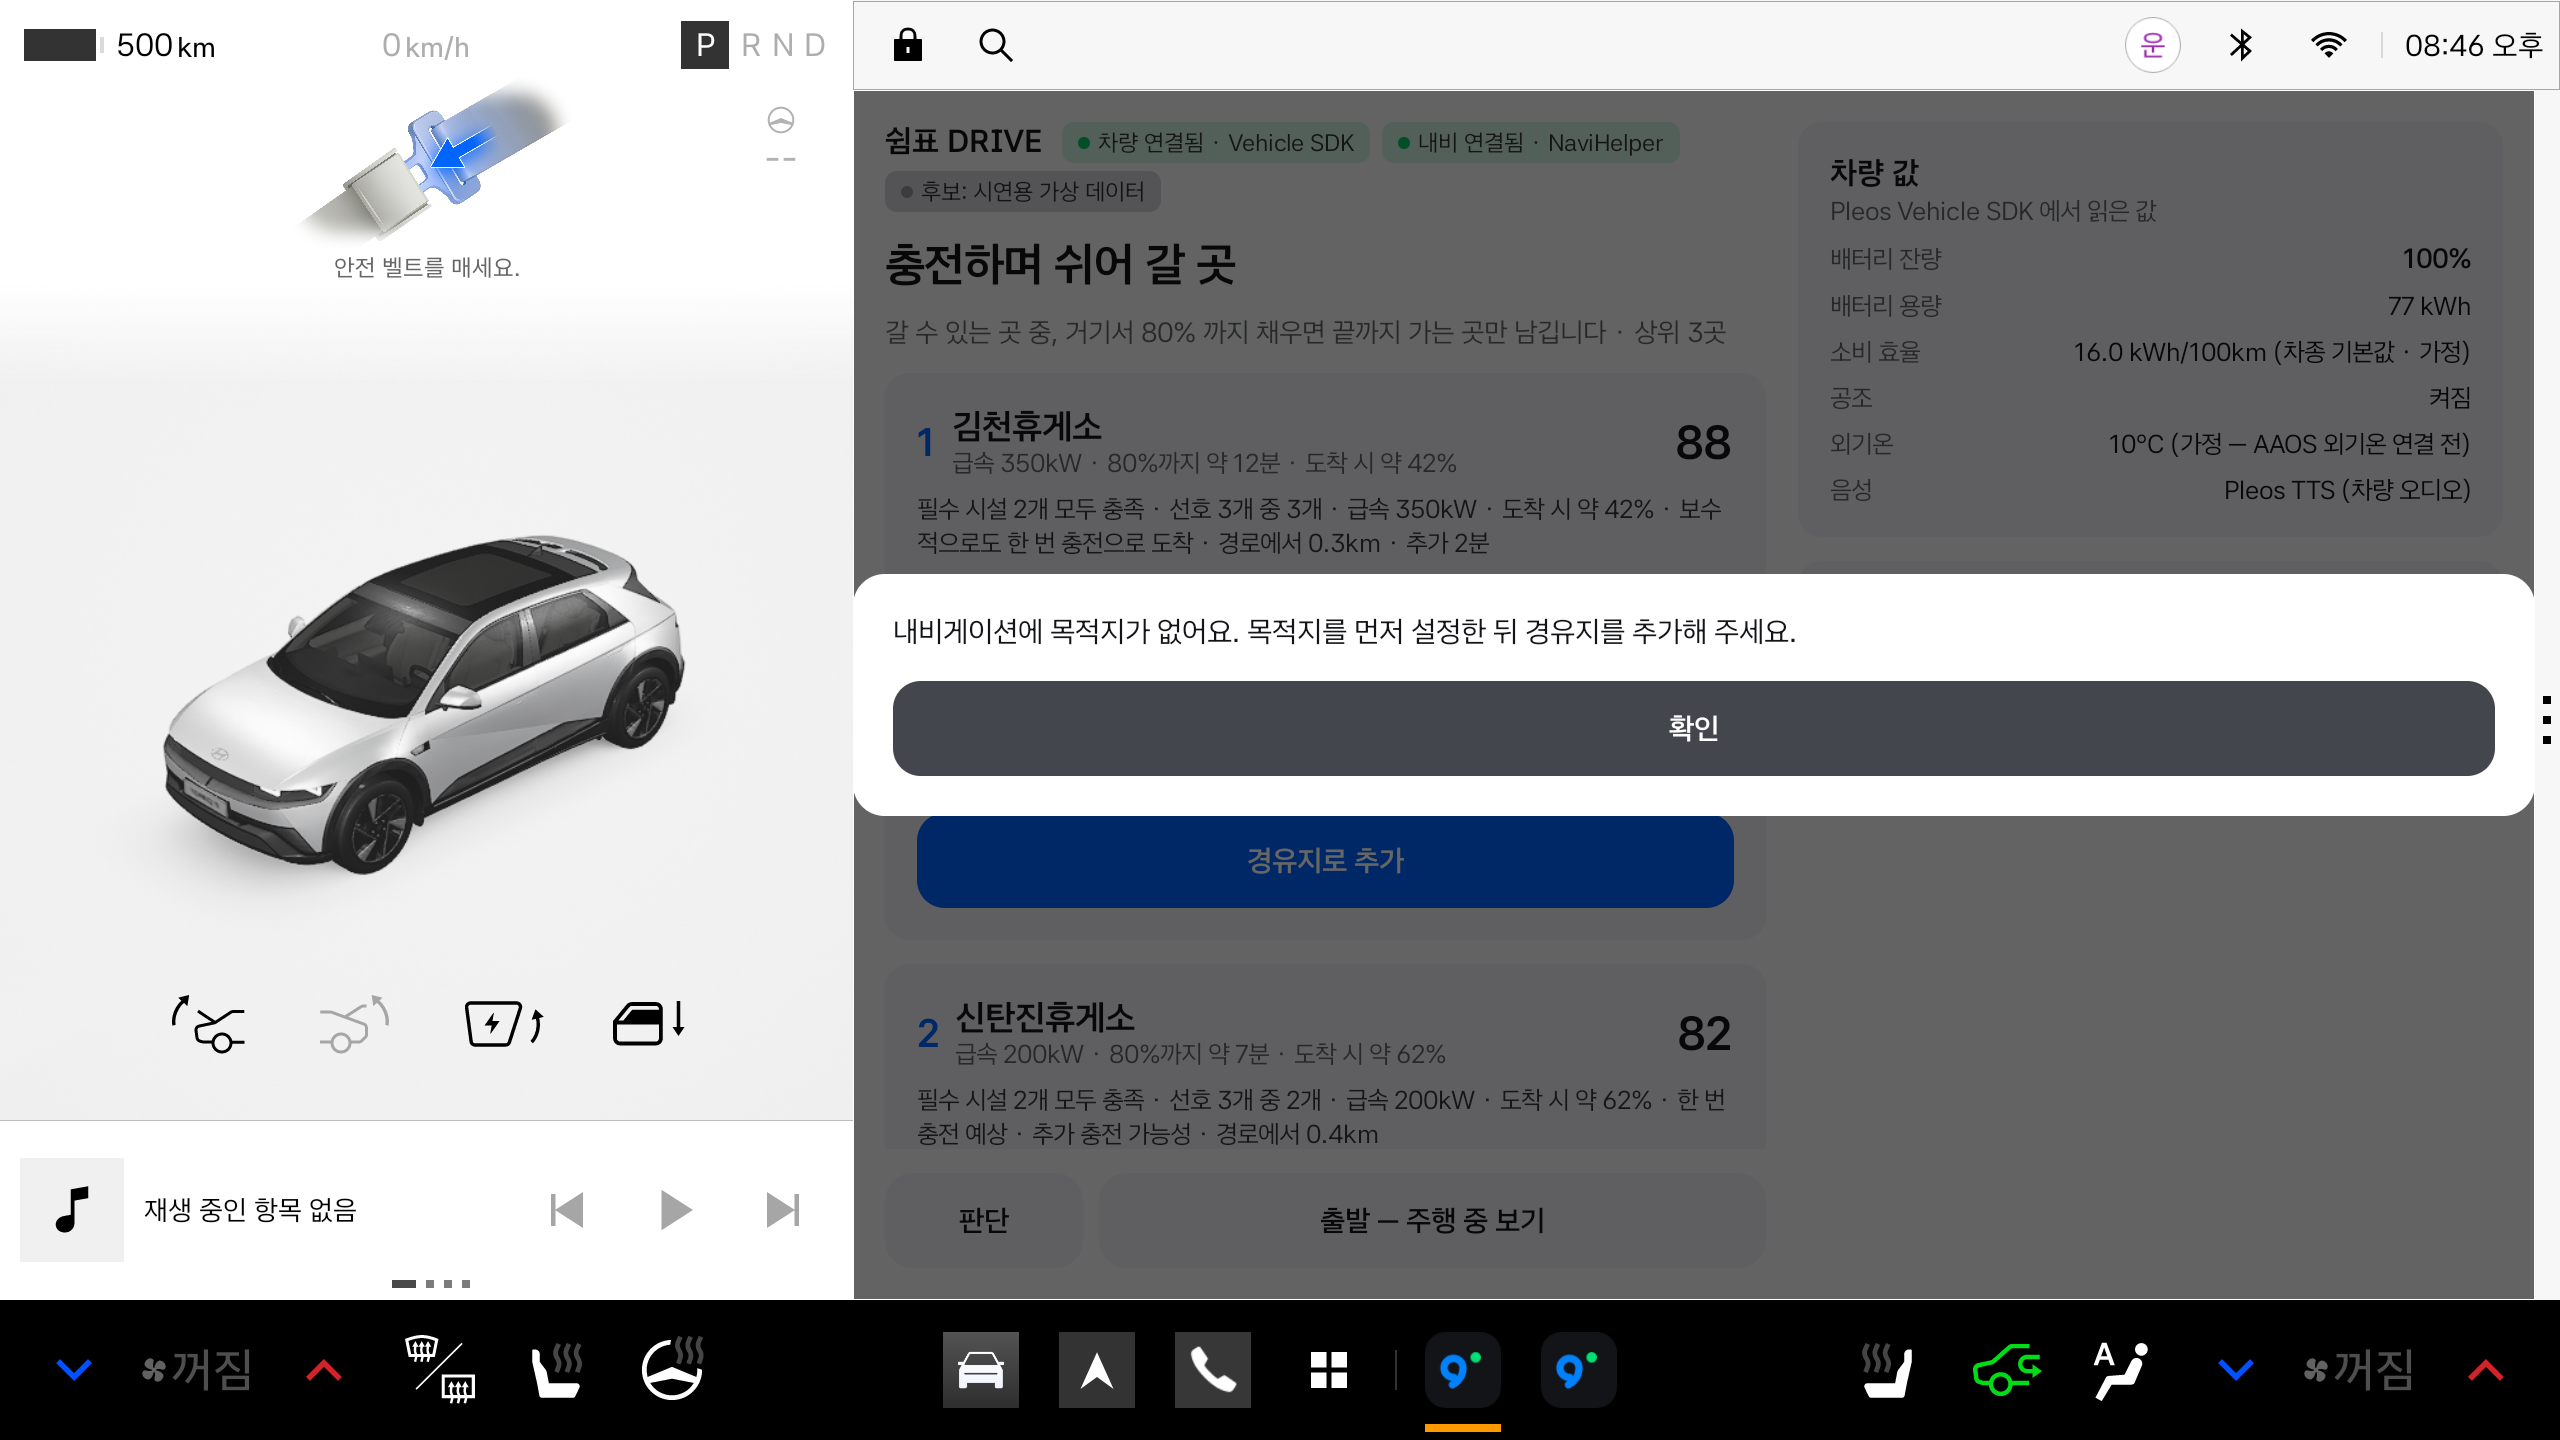 500 km
0 km/h
P R N D
08:46 오후
운
안전 벨트를 매세요.
쉼표 DRIVE
차량 연결됨 · Vehicle SDK
내비 연결됨 · NaviHelper
후보: 시연용 가상 데이터
충전하며 쉬어 갈 곳
갈 수 있는 곳 중, 거기서 80% 까지 채우면 끝까지 가는 곳만 남깁니다 · 상위 3곳
1 김천휴게소 88
급속 350kW · 80%까지 약 12분 · 도착 시 약 42%
필수 시설 2개 모두 충족 · 선호 3개 중 3개 · 급속 350kW · 도착 시 약 42% · 보수
적으로도 한 번 충전으로 도착 · 경로에서 0.3km · 추가 2분
차량 값
Pleos Vehicle SDK 에서 읽은 값
배터리 잔량 100%
배터리 용량 77 kWh
소비 효율 16.0 kWh/100km (차종 기본값 · 가정)
공조 켜짐
외기온 10°C (가정 — AAOS 외기온 연결 전)
음성 Pleos TTS (차량 오디오)
내비게이션에 목적지가 없어요. 목적지를 먼저 설정한 뒤 경유지를 추가해 주세요.
확인
경유지로 추가
2 신탄진휴게소 82
급속 200kW · 80%까지 약 7분 · 도착 시 약 62%
필수 시설 2개 모두 충족 · 선호 3개 중 2개 · 급속 200kW · 도착 시 약 62% · 한 번
충전 예상 · 추가 충전 가능성 · 경로에서 0.4km
판단
출발 — 주행 중 보기
재생 중인 항목 없음
꺼짐
A
꺼짐